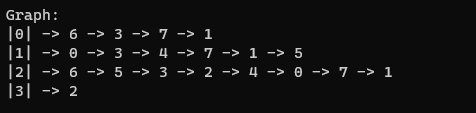 Graph:
|0| -> 6 -> 3 -> 7 -> 1
|1| -> 0 -> 3 -> 4 -> 7 -> 1 -> 5
|2| -> 6 -> 5 -> 3 -> 2 -> 4 -> 0 -> 7 -> 1
|3| -> 2